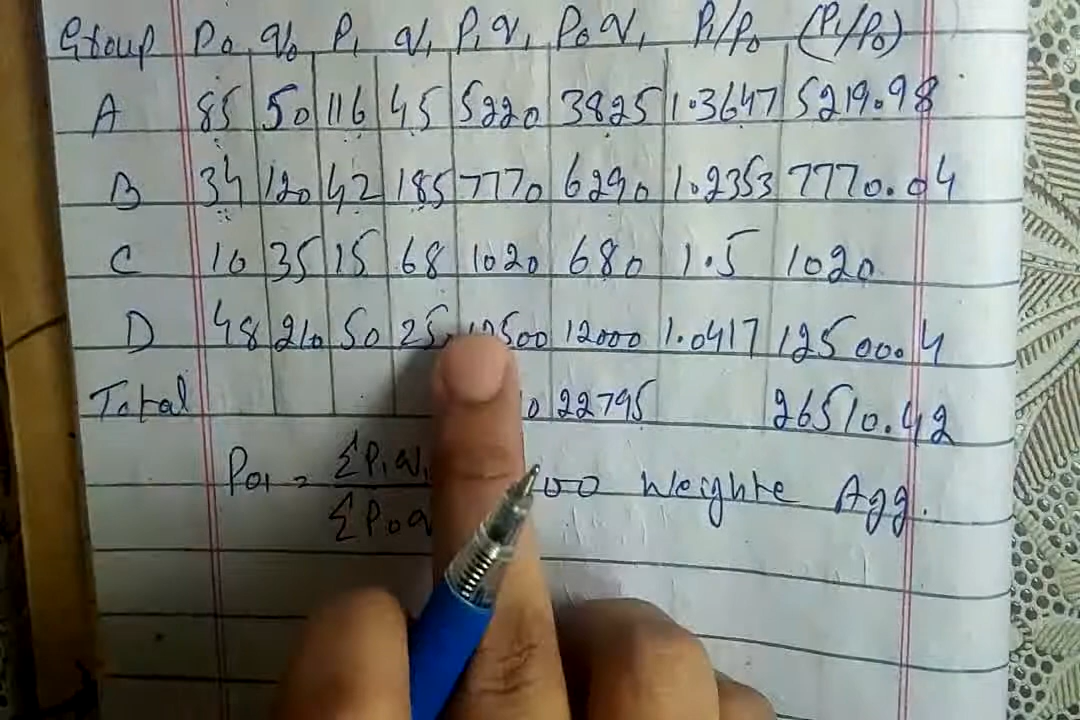 Group P0 q0 P1 q1 P1q1 P0q1 P1/P0 (P1/P0)
A 85 50 116 45 5220 3825 1.3647 5219.98
B 34 120 42 185 7770 6290 1.2353 7770.04
C 10 35 15 68 1020 680 1.5 1020
D 48 210 50 25 12500 12000 1.0417 12500.4
Total 0 22795 26510.42
P01 = ΣP1q1 00 Weighte Agg.
ΣP0q